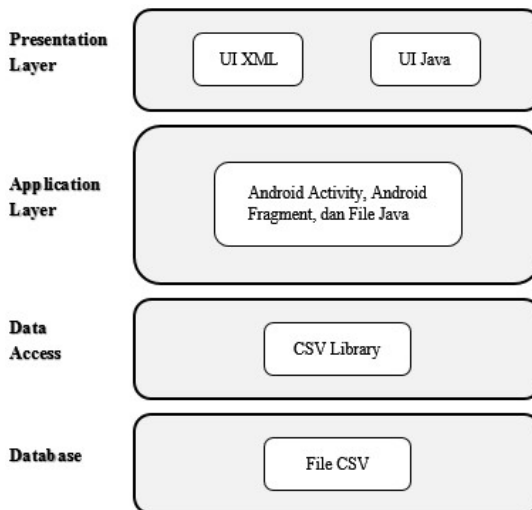 Presentation
Layer
UI XML
UI Java
Application
Layer
Android Activity, Android
Fragment, dan File Java
Data
Access
CSV Library
Database
File CSV